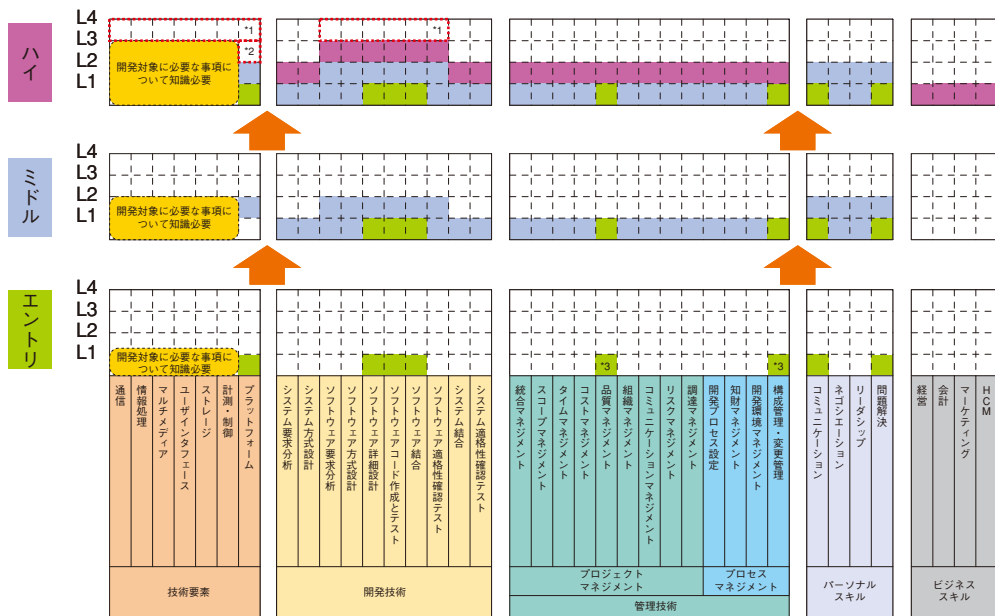 ハイ
L4
L3
L2
L1
*1
*2
開発対象に必要な事項に
ついて知識必要
*1
ミドル
L4
L3
L2
L1
開発対象に必要な事項に
ついて知識必要
エントリ
L4
L3
L2
L1
開発対象に必要な事項に
ついて知識必要
*3
*3
通信
情報処理
マルチメディア
ユーザインタフェース
ストレージ
計測・制御
プラットフォーム
システム要求分析
システム方式設計
ソフトウェア要求分析
ソフトウェア方式設計
ソフトウェア詳細設計
ソフトウェアコード作成とテスト
ソフトウェア結合
ソフトウェア適格性確認テスト
システム結合
システム適格性確認テスト
統合マネジメント
スコープマネジメント
タイムマネジメント
コストマネジメント
品質マネジメント
組織マネジメント
コミュニケーションマネジメント
リスクマネジメント
調達マネジメント
開発プロセス設定
知財マネジメント
開発環境マネジメント
構成管理・変更管理
コミュニケーション
ネゴシエーション
リーダシップ
問題解決
経営
会計
マーケティング
HCM
技術要素
開発技術
プロジェクト
マネジメント
プロセス
マネジメント
管理技術
パーソナル
スキル
ビジネス
スキル